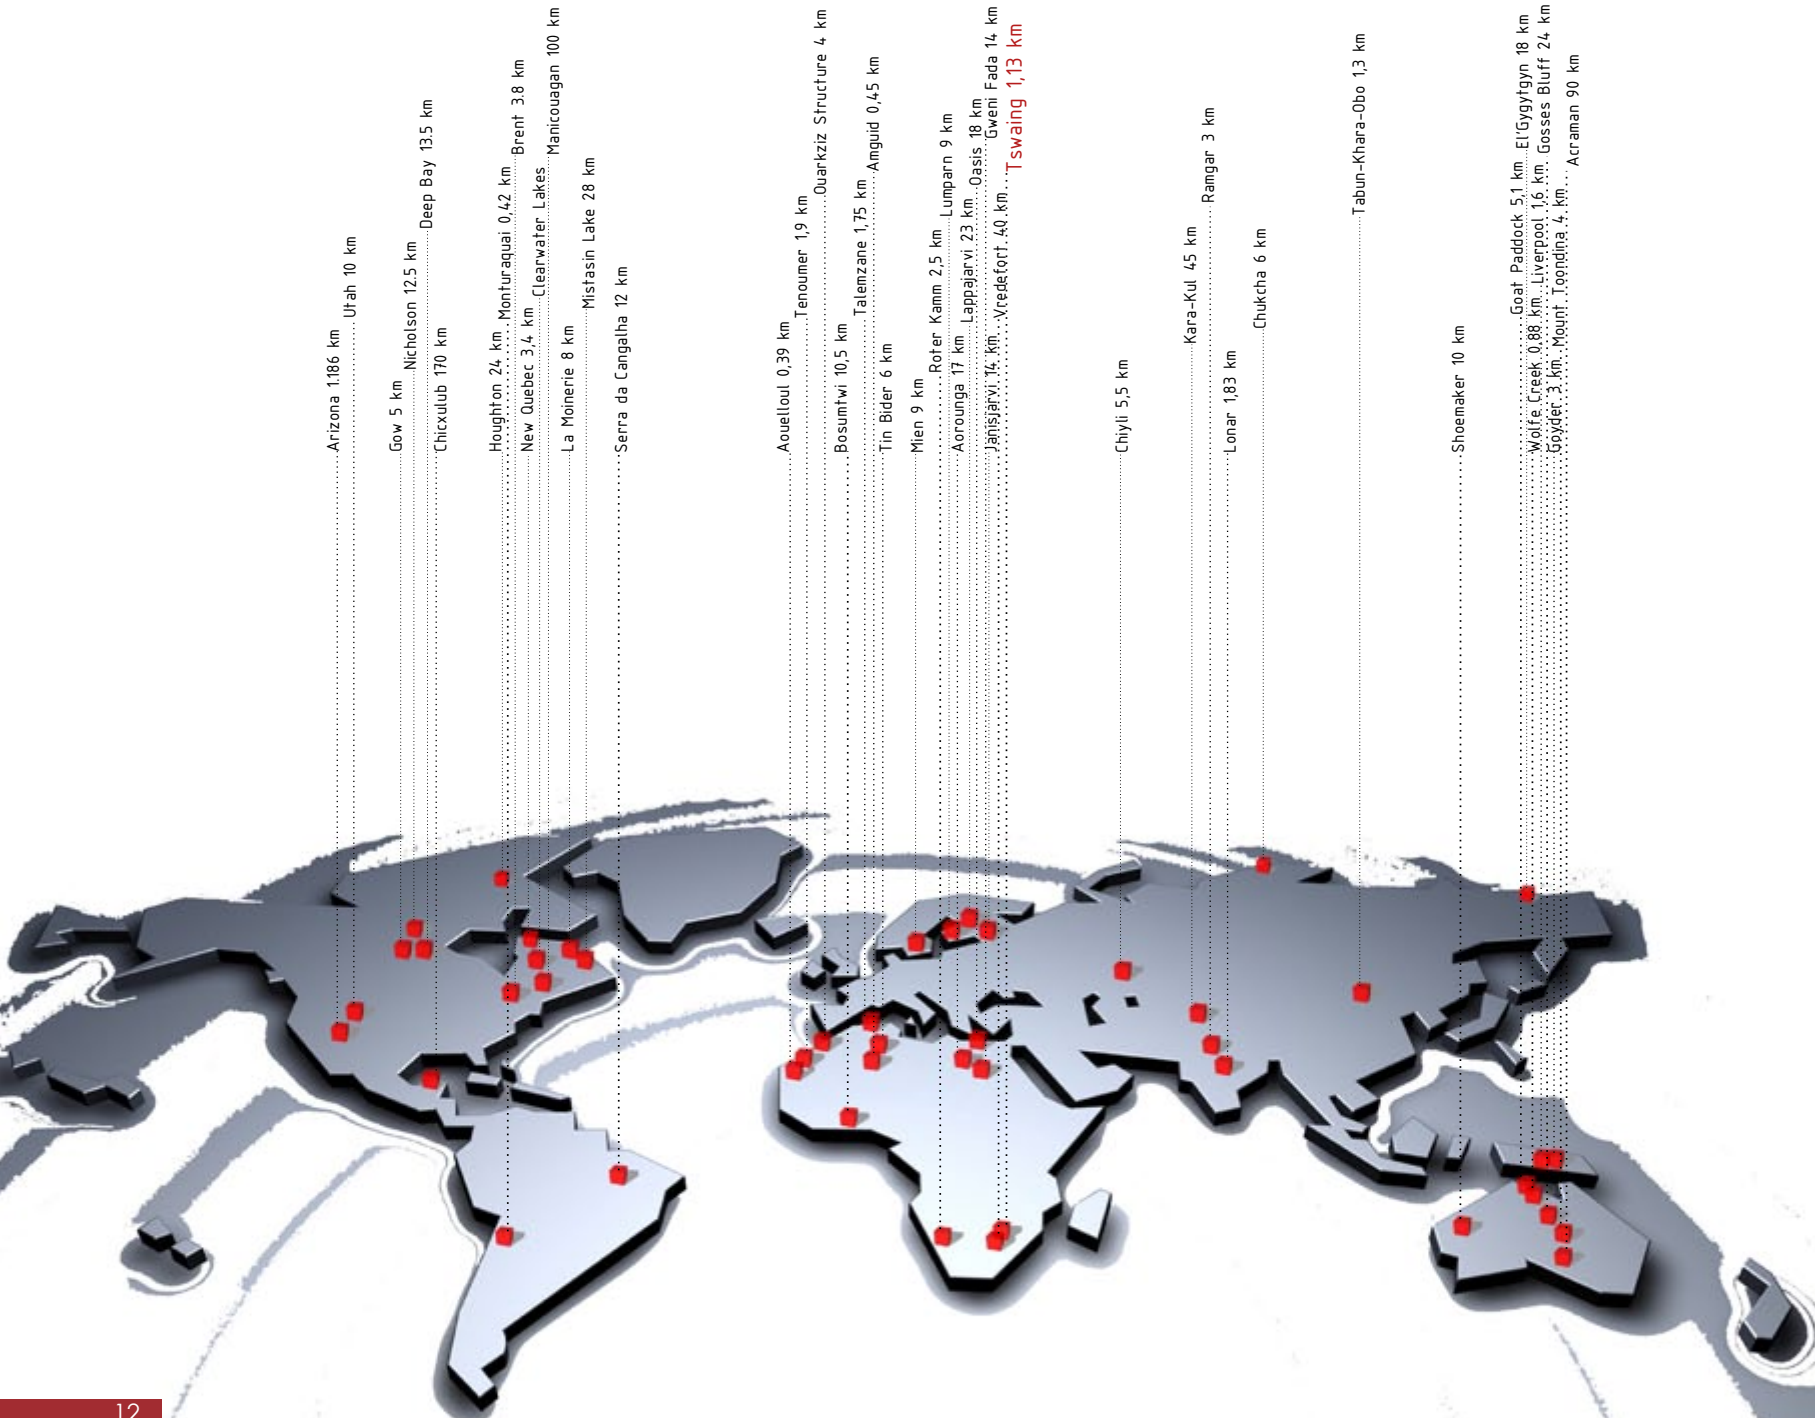 Arizona 1.186 km
Utah 10 km
Gow 5 km
Nicholson 12.5 km
Deep Bay 13.5 km
Chicxulub 170 km
Houghton 24 km
Monturaquai 0,42 km
Brent 3.8 km
New Quebec 3,4 km
Clearwater Lakes
Manicouagan 100 km
La Moinerie 8 km
Mistasin Lake 28 km
Serra da Cangalha 12 km
Aouelloul 0,39 km
Tenoumer 1,9 km
Ouarkziz Structure 4 km
Bosumtwi 10,5 km
Talemzane 1,75 km
Amguid 0,45 km
Tin Bider 6 km
Mien 9 km
Roter Kamm 2,5 km
Lumparn 9 km
Aorounga 17 km
Lappajarvi 23 km
Oasis 18 km
Gweni Fada 14 km
Janisjarvi 14 km
Vredefort 40 km
Tswaing 1,13 km
Chiyli 5,5 km
Kara-Kul 45 km
Ramgar 3 km
Lonar 1,83 km
Chukcha 6 km
Tabun-Khara-Obo 1,3 km
Shoemaker 10 km
Goat Paddock 5,1 km
El'Gygytgyn 18 km
Wolfe Creek 0,88 km
Liverpool 1,6 km
Gosses Bluff 24 km
Goyder 3 km
Mount Toondina 4 km
Acraman 90 km
12